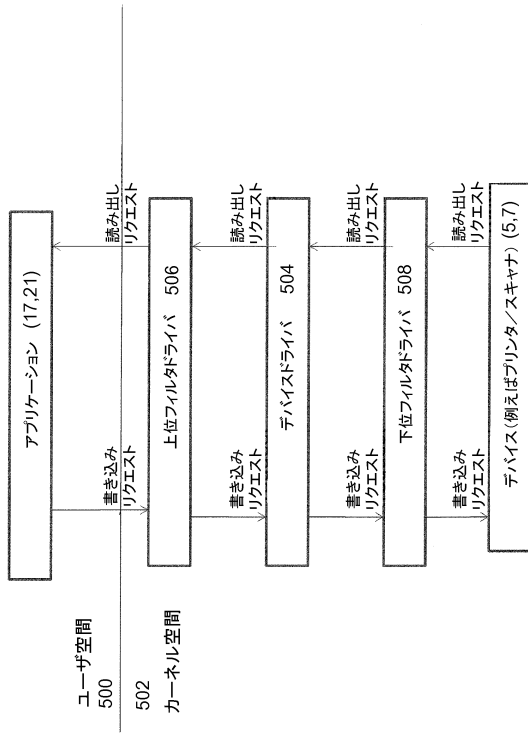 アプリケーション (17,21)
書き込み
リクエスト
読み出し
リクエスト
ユーザ空間
500
502
カーネル空間
上位フィルタドライバ 506
書き込み
リクエスト
読み出し
リクエスト
デバイスドライバ 504
書き込み
リクエスト
読み出し
リクエスト
下位フィルタドライバ 508
書き込み
リクエスト
読み出し
リクエスト
デバイス(例えばプリンタ/スキャナ) (5,7)